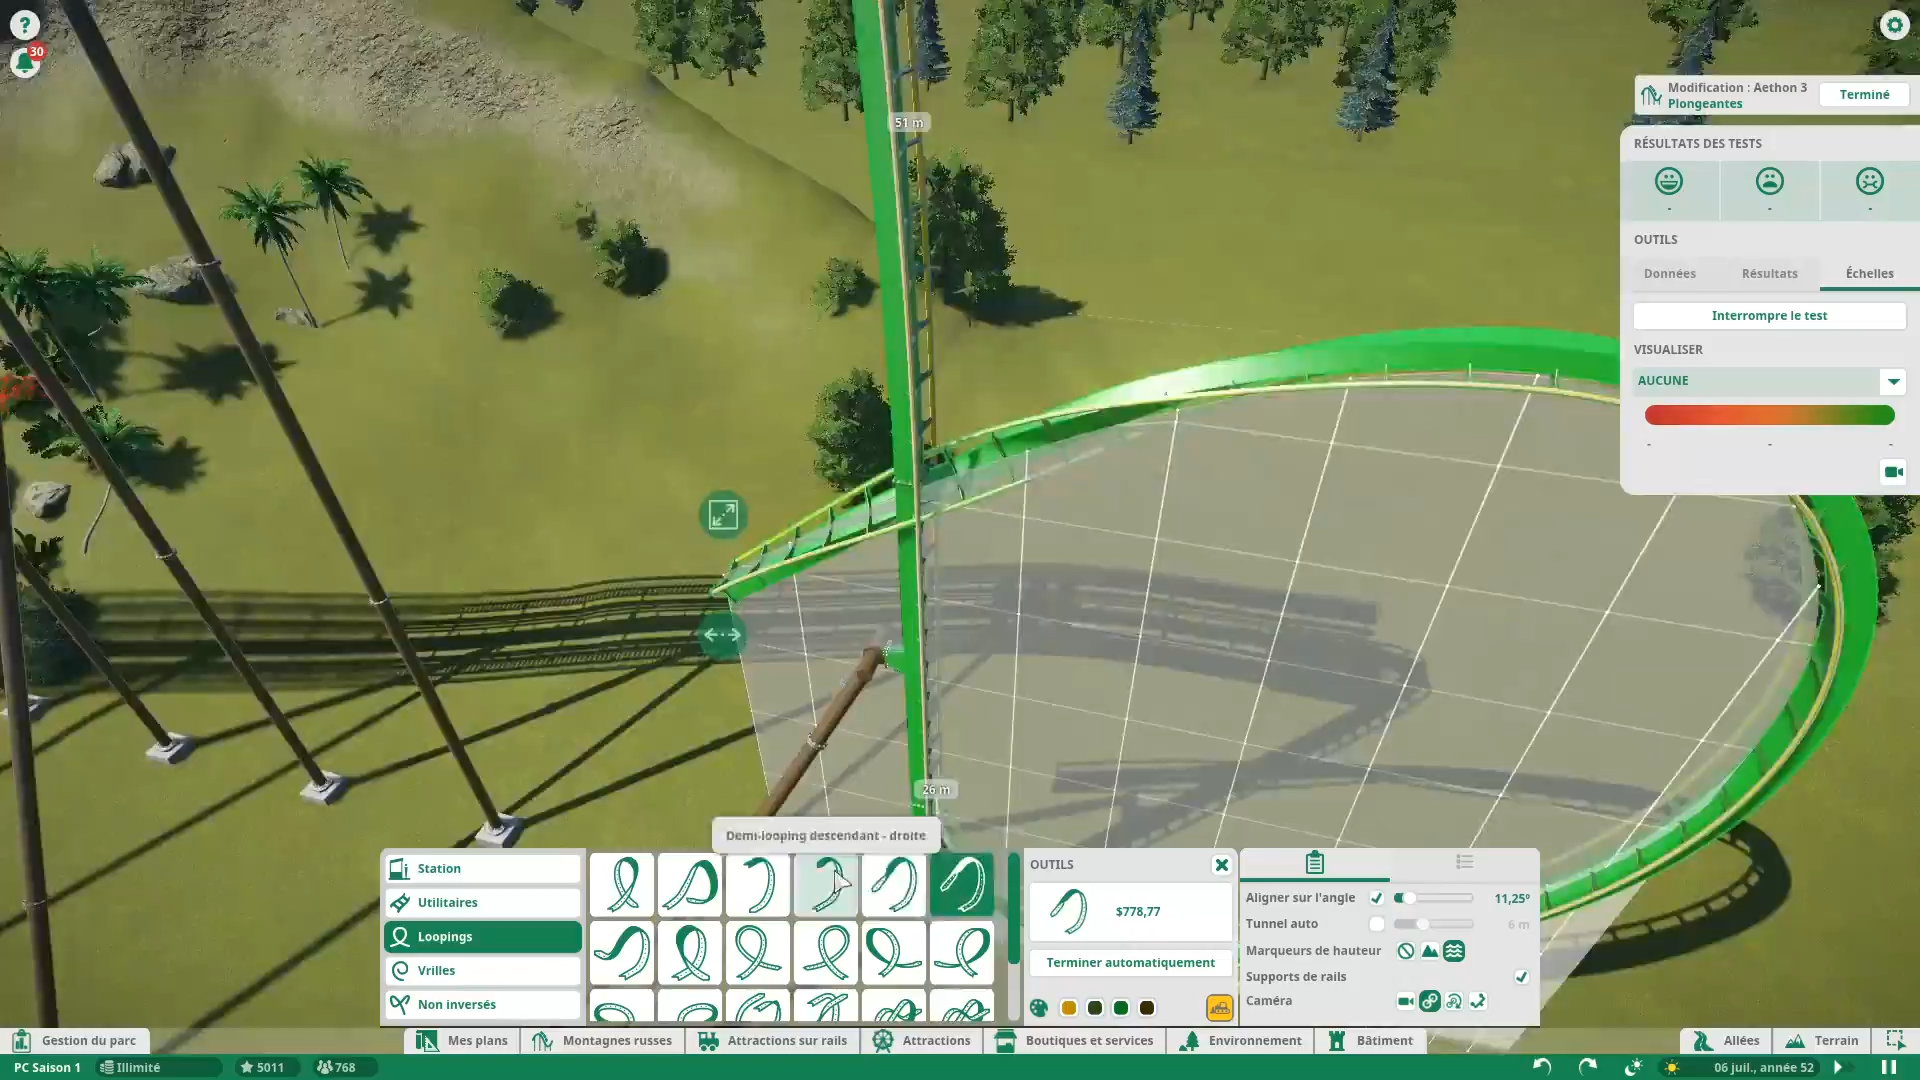 ?
30
51 m
Modification : Aethon 3
Plongeantes
Terminé
RÉSULTATS DES TESTS
- - -
OUTILS
Données Résultats Échelles
Interrompre le test
VISUALISER
AUCUNE
- - -
26 m
Demi-looping descendant - droite
Station
Utilitaires
Loopings
Vrilles
Non inversés
OUTILS
$778,77
Terminer automatiquement
Aligner sur l'angle 11,25°
Tunnel auto 6 m
Marqueurs de hauteur
Supports de rails
Caméra
Gestion du parc
Mes plans Montagnes russes Attractions sur rails Attractions Boutiques et services Environnement Bâtiment
Allées Terrain
PC Saison 1 Illimité 5011 768
06 juil., année 52